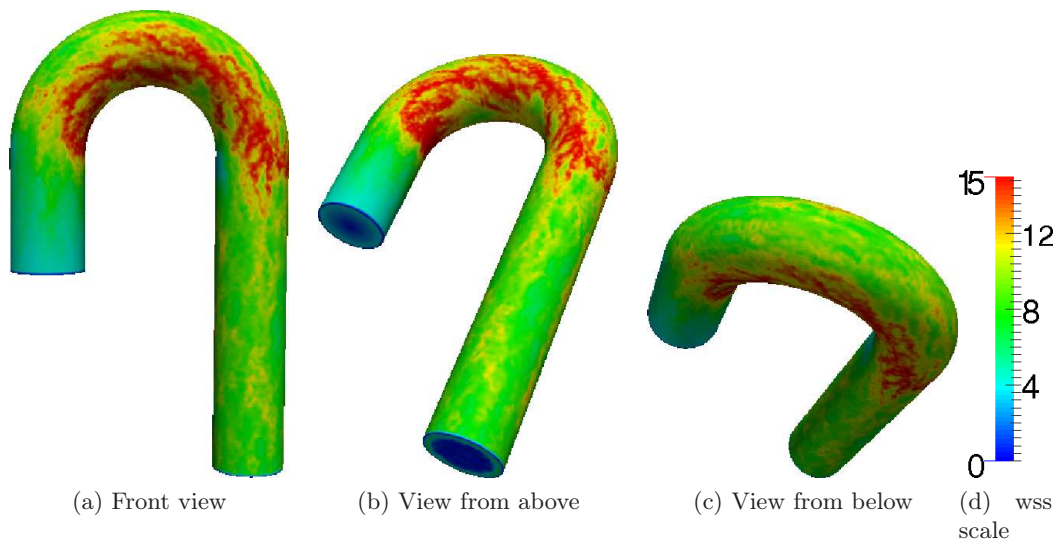 15
12
8
4
0
(a) Front view
(b) View from above
(c) View from below
(d) wss
scale